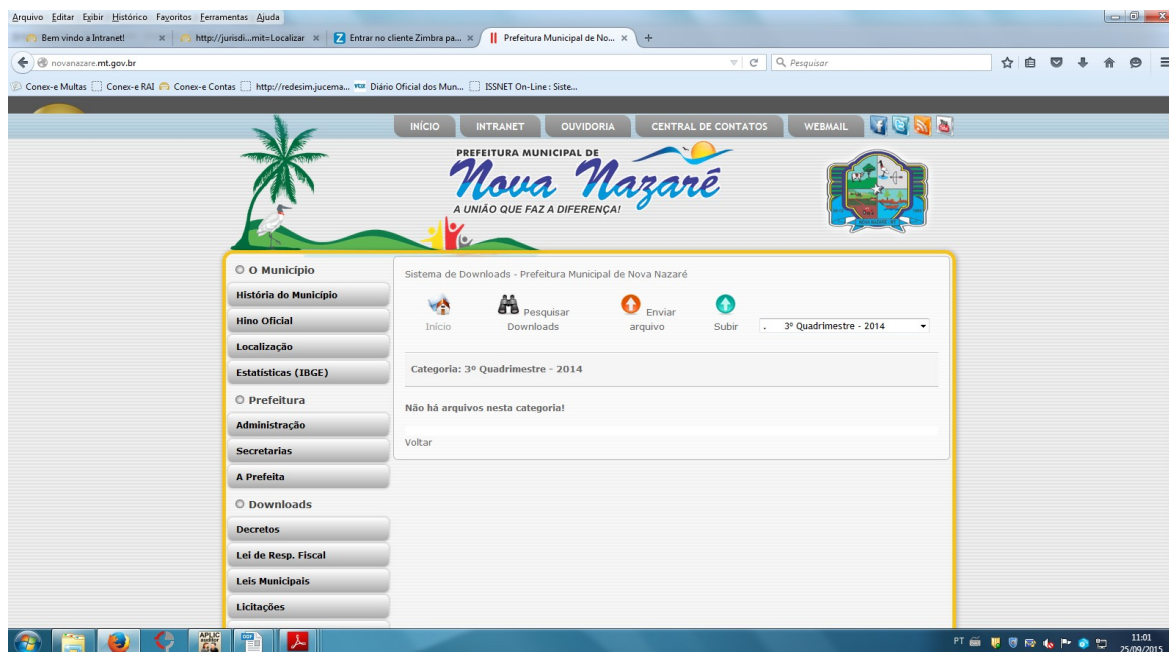 Arquivo Editar Exibir Histórico Favoritos Ferramentas Ajuda
Bem vindo a Intranet!
http://jurisdi...mit=Localizar
Entrar no cliente Zimbra pa...
Prefeitura Municipal de No...
novanazare.mt.gov.br
Pesquisar
Conex-e Multas
Conex-e RAI
Conex-e Contas
http://redesim.jucema...
Diário Oficial dos Mun...
ISSNET On-Line : Siste...
INÍCIO
INTRANET
OUVIDORIA
CENTRAL DE CONTATOS
WEBMAIL
PREFEITURA MUNICIPAL DE
Nova Nazaré
A UNIÃO QUE FAZ A DIFERENÇA!
O Município
História do Município
Hino Oficial
Localização
Estatísticas (IBGE)
Prefeitura
Administração
Secretarias
A Prefeita
Downloads
Decretos
Lei de Resp. Fiscal
Leis Municipais
Licitações
Sistema de Downloads - Prefeitura Municipal de Nova Nazaré
Início
Pesquisar Downloads
Enviar arquivo
Subir
. 3º Quadrimestre - 2014
Categoria: 3º Quadrimestre - 2014
Não há arquivos nesta categoria!
Voltar
APLIC
auditor
PT
11:01
25/09/2015